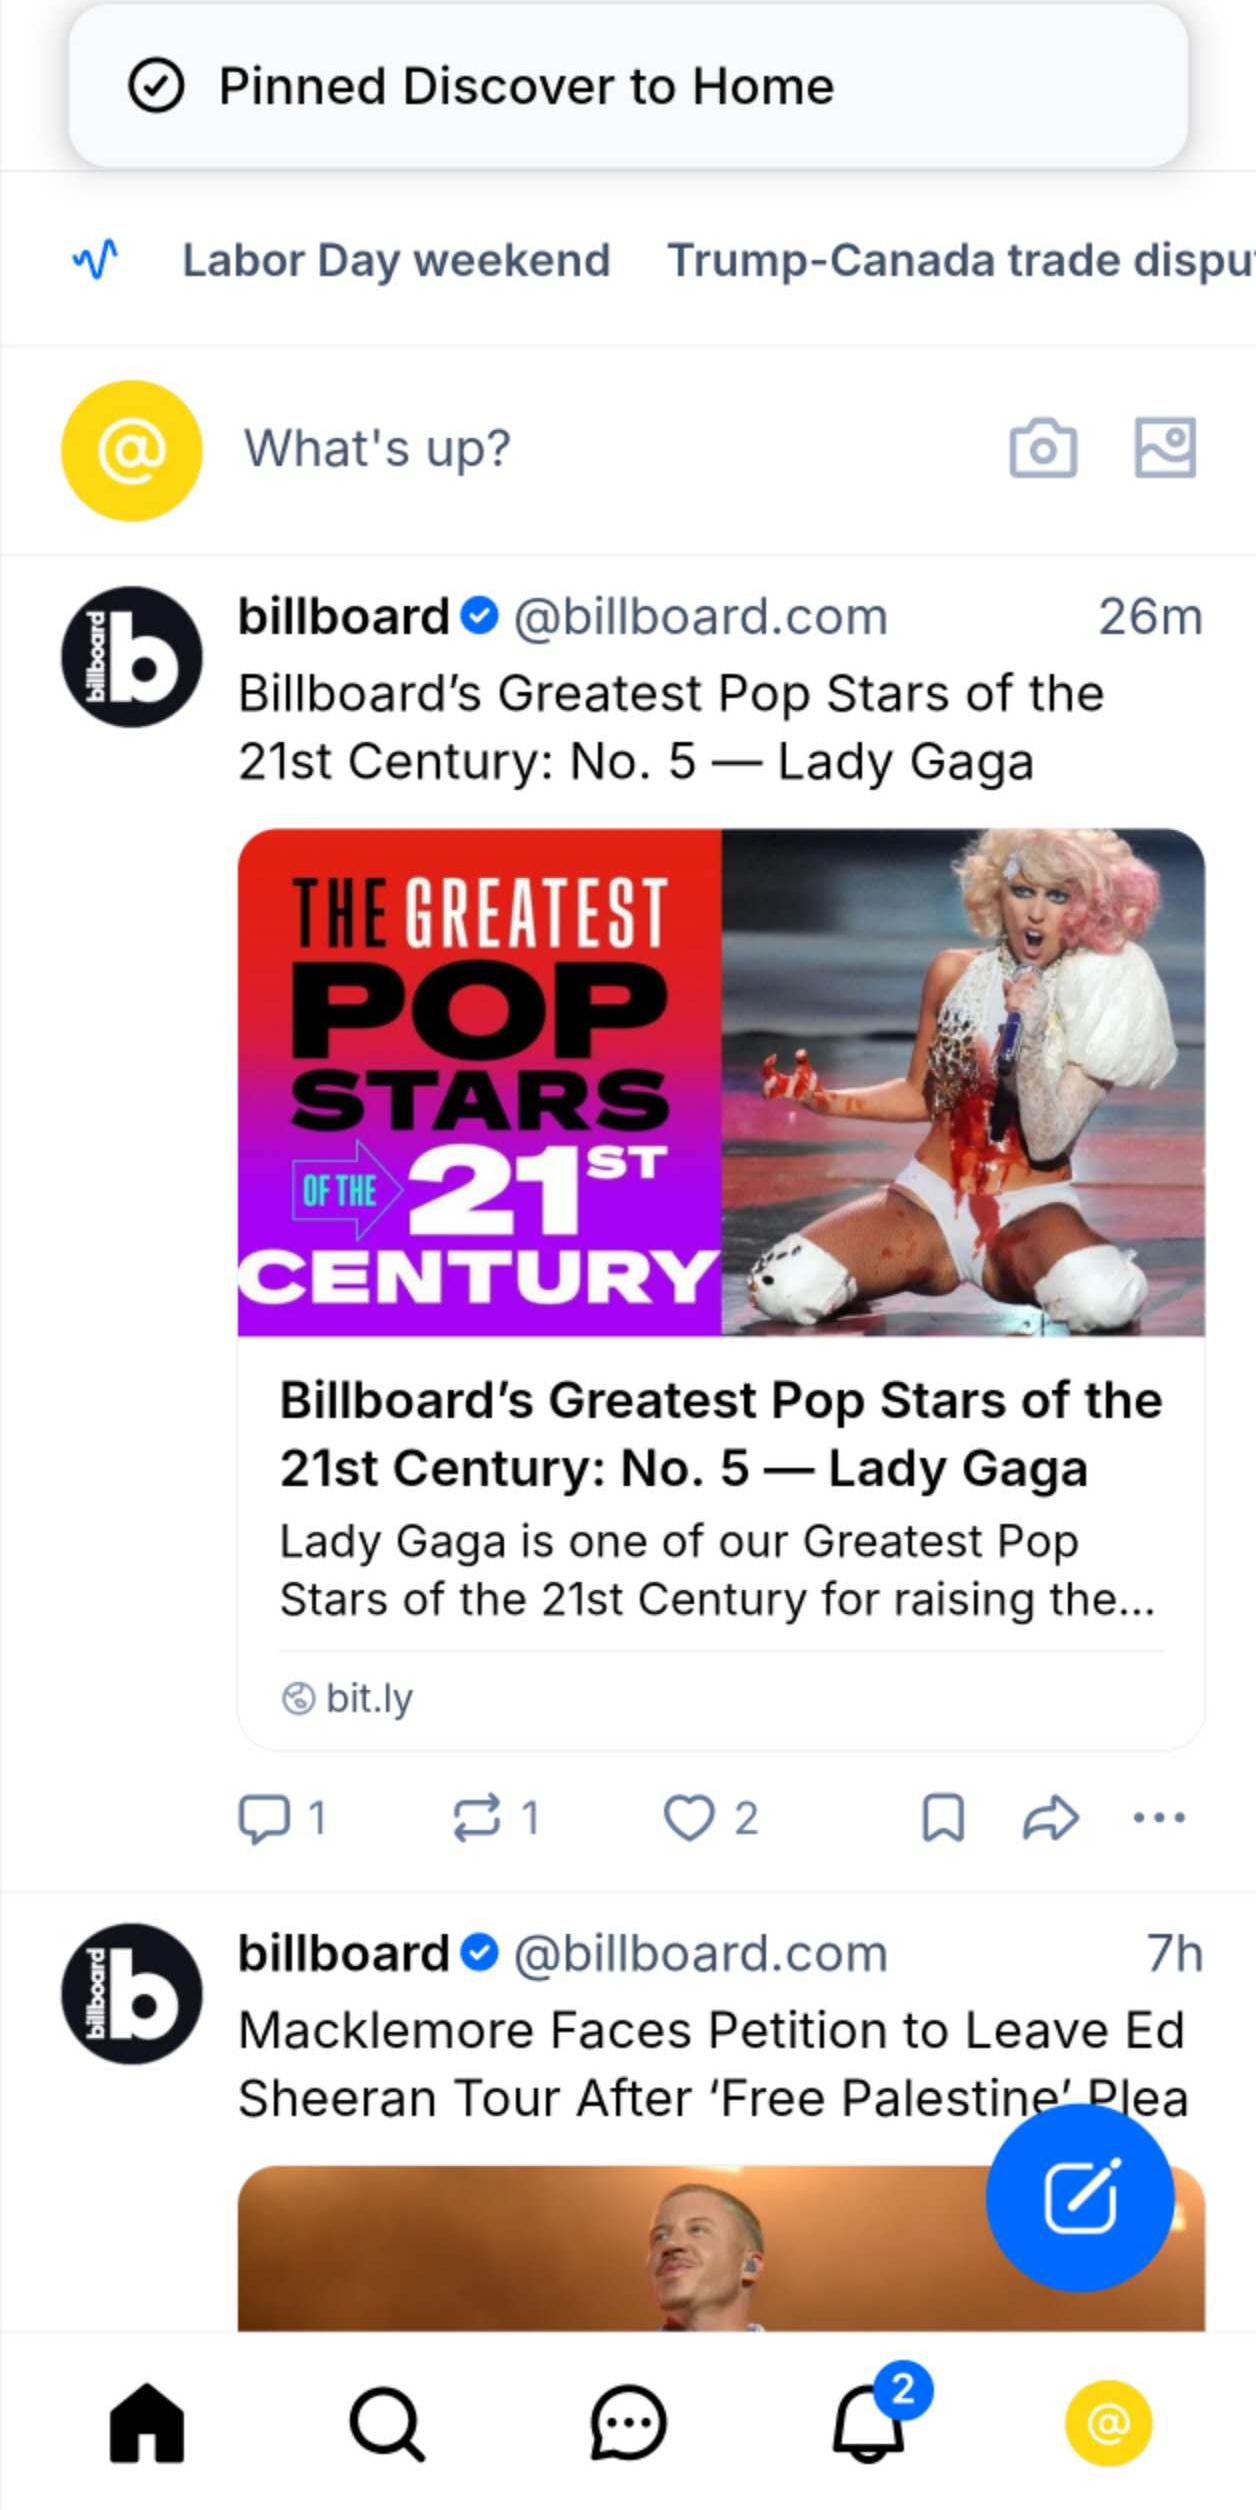 Pinned Discover to Home
Labor Day weekend Trump-Canada trade disput
@ What's up?
billboard @billboard.com 26m
billboard b
Billboard’s Greatest Pop Stars of the
21st Century: No. 5 — Lady Gaga
THE GREATEST
POP
STARS
OF THE 21ST
CENTURY
Billboard’s Greatest Pop Stars of the
21st Century: No. 5 — Lady Gaga
Lady Gaga is one of our Greatest Pop
Stars of the 21st Century for raising the...
bit.ly
1 1 2
billboard @billboard.com 7h
billboard b
Macklemore Faces Petition to Leave Ed
Sheeran Tour After ‘Free Palestine’ Plea
2
@